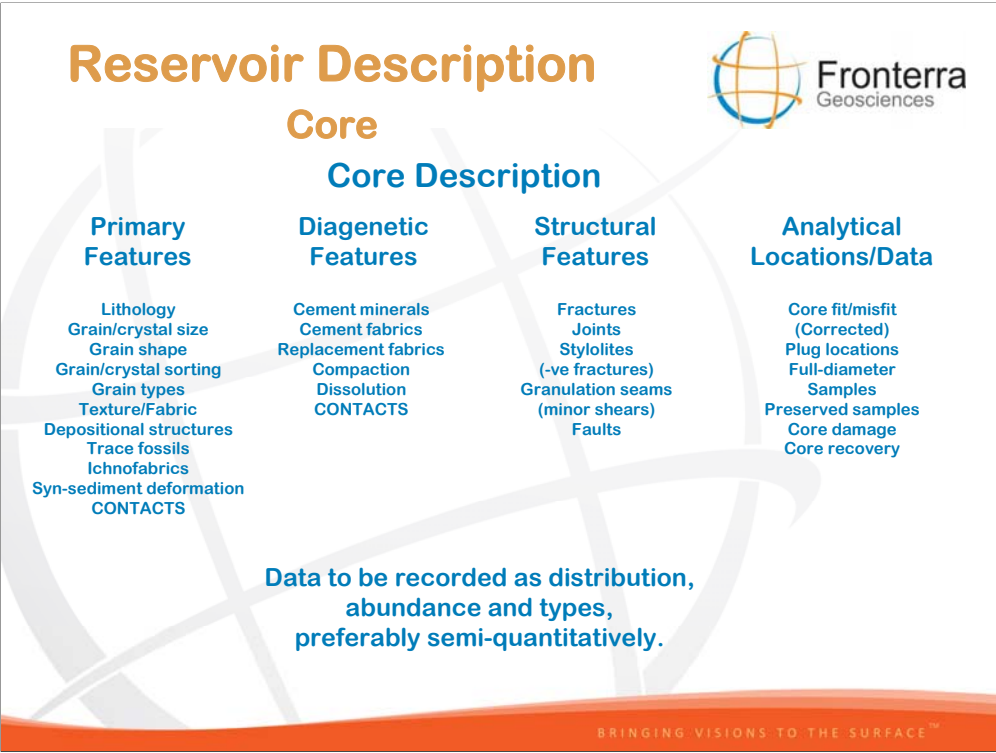 Reservoir Description
Core
Fronterra
Geosciences
Core Description
Primary
Features
Lithology
Grain/crystal size
Grain shape
Grain/crystal sorting
Grain types
Texture/Fabric
Depositional structures
Trace fossils
Ichnofabrics
Syn-sediment deformation
CONTACTS
Diagenetic
Features
Cement minerals
Cement fabrics
Replacement fabrics
Compaction
Dissolution
CONTACTS
Structural
Features
Fractures
Joints
Stylolites
(-ve fractures)
Granulation seams
(minor shears)
Faults
Analytical
Locations/Data
Core fit/misfit
(Corrected)
Plug locations
Full-diameter
Samples
Preserved samples
Core damage
Core recovery
Data to be recorded as distribution,
abundance and types,
preferably semi-quantitatively.
BRINGING VISIONS TO THE SURFACE™